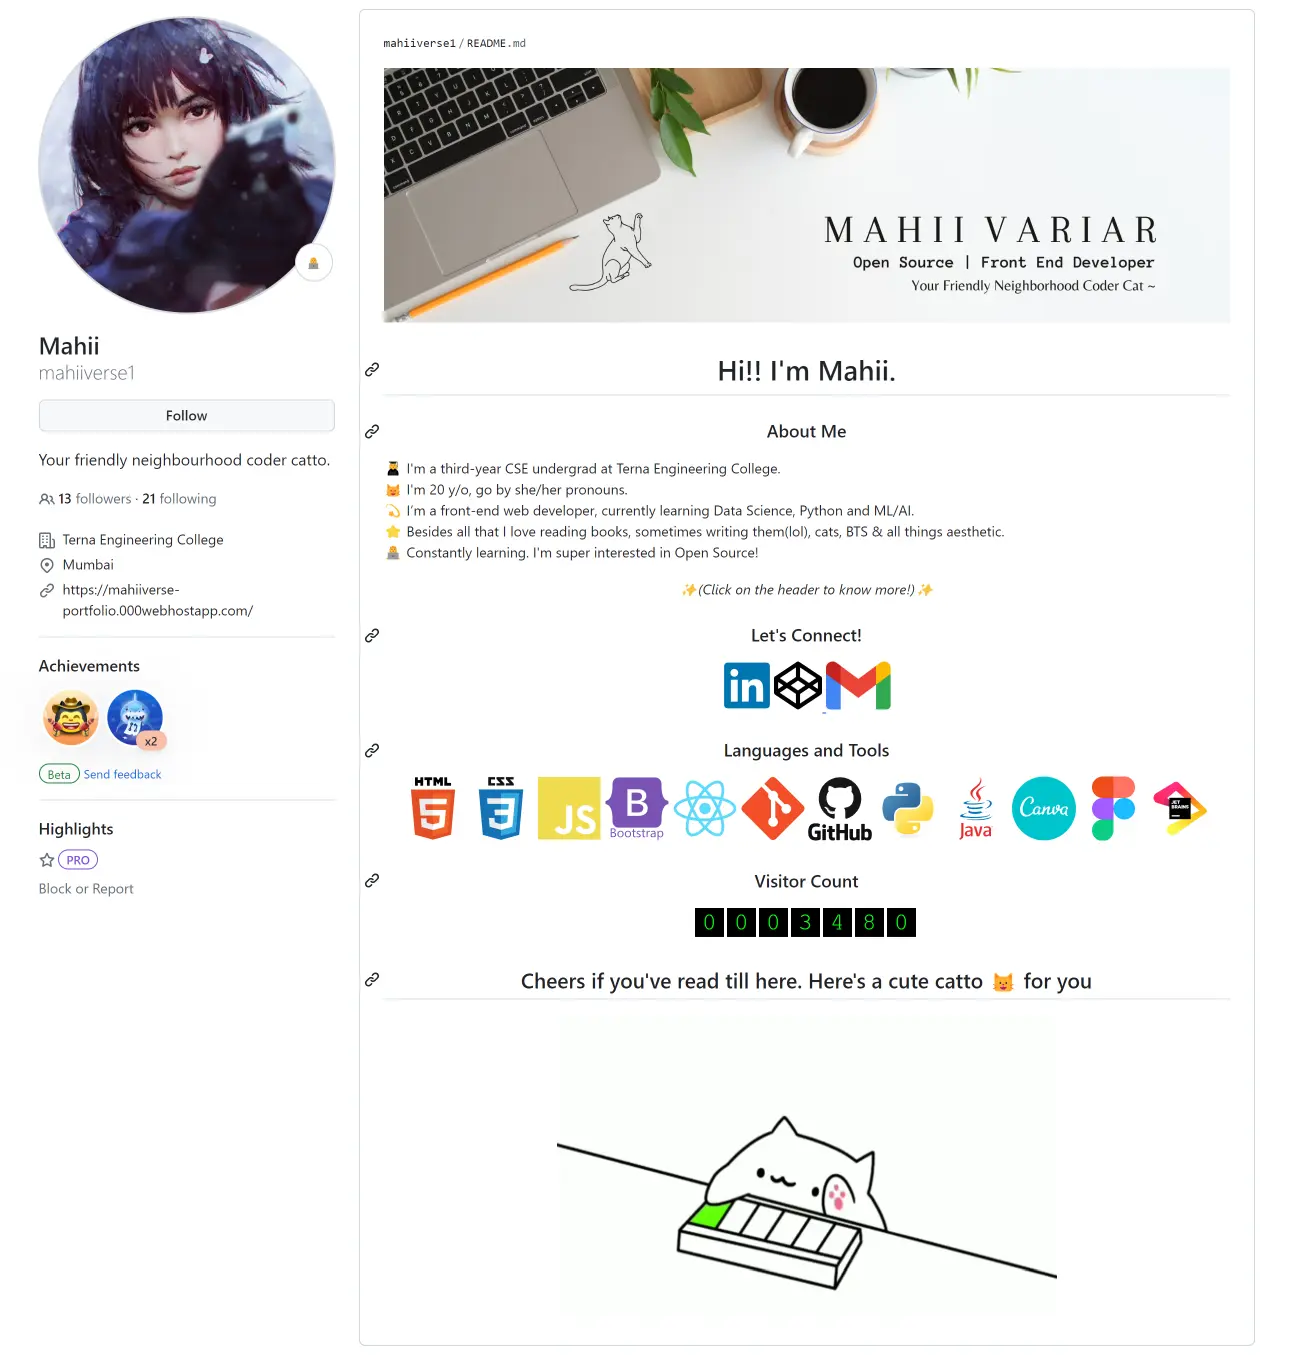 Mahii
mahiiverse1
Follow
Your friendly neighbourhood coder catto.
13 followers · 21 following
Terna Engineering College
Mumbai
https://mahiiverse-
portfolio.000webhostapp.com/
Achievements
x2
Beta Send feedback
Highlights
PRO
Block or Report
mahiiverse1 / README.md
MAHII VARIAR
Open Source | Front End Developer
Your Friendly Neighborhood Coder Cat ~
Hi!! I'm Mahii.
About Me
I'm a third-year CSE undergrad at Terna Engineering College.
I'm 20 y/o, go by she/her pronouns.
I'm a front-end web developer, currently learning Data Science, Python and ML/AI.
Besides all that I love reading books, sometimes writing them(lol), cats, BTS & all things aesthetic.
Constantly learning. I'm super interested in Open Source!
✨(Click on the header to know more!)✨
Let's Connect!
in
Languages and Tools
HTML 5
CSS 3
JS
B Bootstrap
GitHub
Java
Canva
JET BRAINS
Visitor Count
0 0 0 3 4 8 0
Cheers if you've read till here. Here's a cute catto 😺 for you